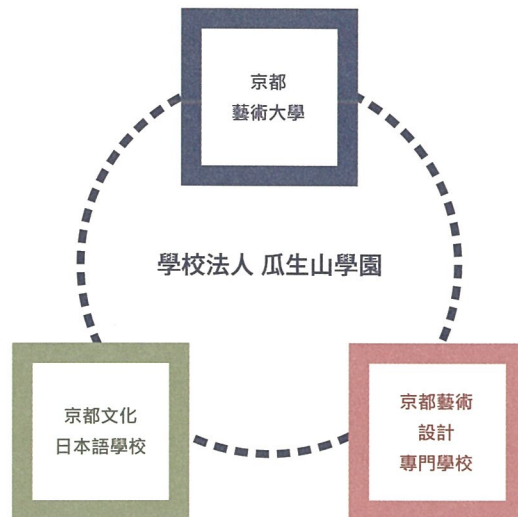 京都
藝術大學
學校法人 瓜生山學園
京都文化
日本語學校
京都藝術
設計
專門學校